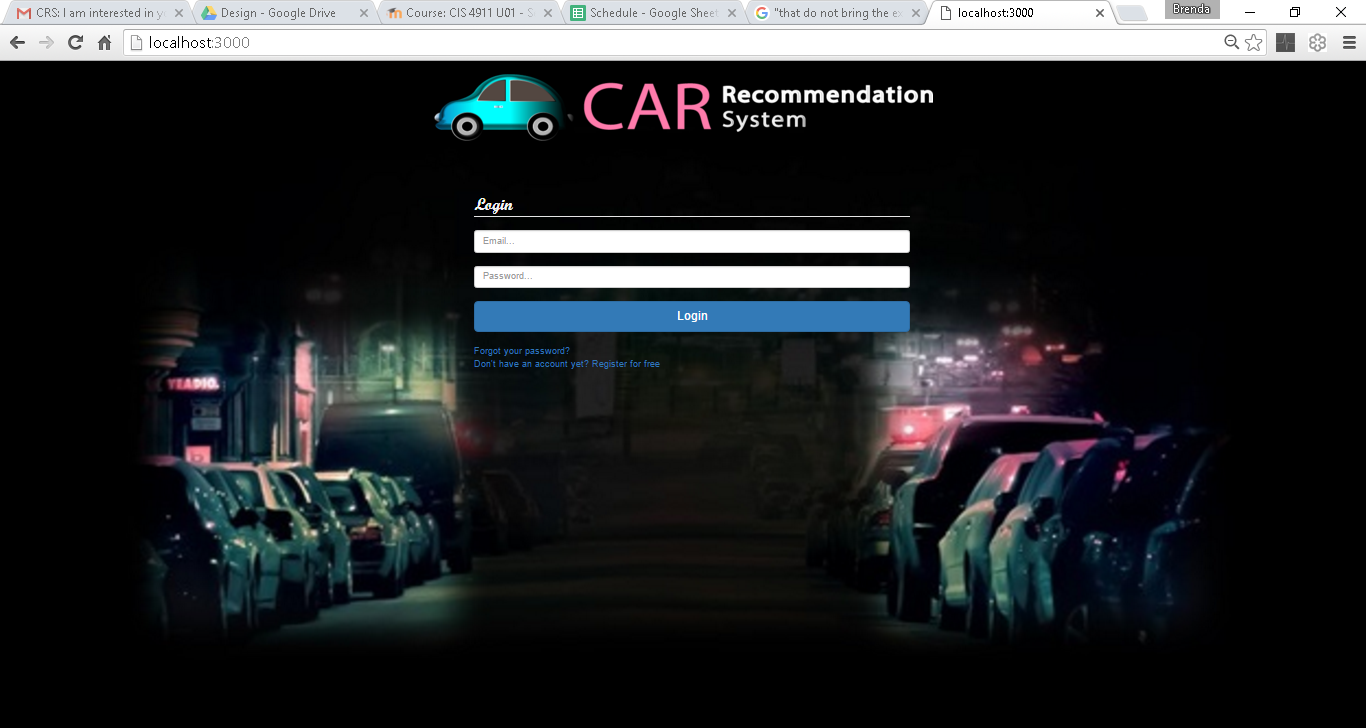 CRS: I am interested in y
Design - Google Drive
Course: CIS 4911 U01 - S
Schedule - Google Sheet
"that do not bring the e
localhost:3000
Brenda
localhost:3000
CAR Recommendation
System
Login
Email...
Password...
Login
Forgot your password?
Don't have an account yet? Register for free
YEADIO.